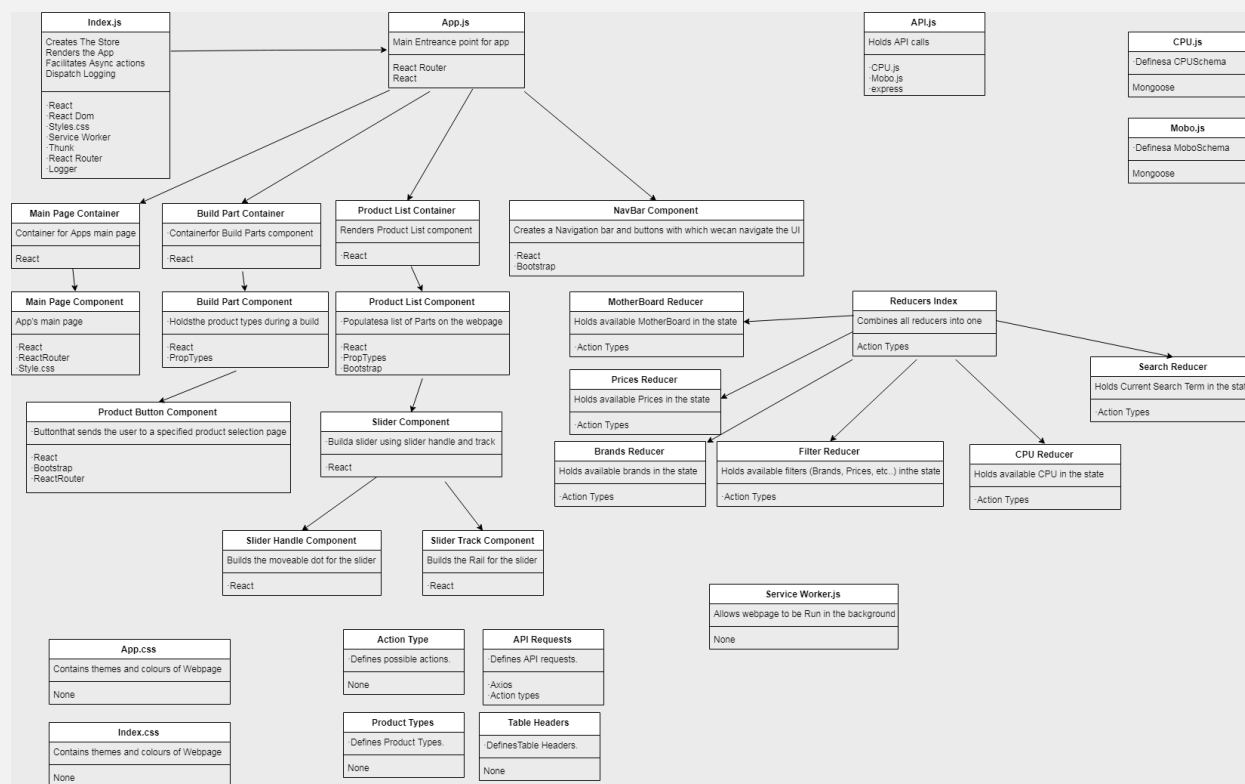 Index.js
Creates The Store
Renders the App
Facilitates Async actions
Dispatch Logging
·React
·React Dom
·Styles.css
·Service Worker
·Thunk
·React Router
·Logger
App.js
Main Entreance point for app
React Router
React
API.js
Holds API calls
·CPU.js
·Mobo.js
·express
CPU.js
·Definesa CPUSchema
Mongoose
Mobo.js
·Definesa MoboSchema
Mongoose
Main Page Container
Container for Apps main page
React
Build Part Container
·Containerfor Build Parts component
·React
Product List Container
Renders Product List component
·React
NavBar Component
Creates a Navigation bar and buttons with which wecan navigate the UI
·React
·Bootstrap
Main Page Component
App's main page
·React
·ReactRouter
·Style.css
Build Part Component
·Holdsthe product types during a build
·React
·PropTypes
Product List Component
·Populatesa list of Parts on the webpage
·React
·PropTypes
·Bootstrap
MotherBoard Reducer
Holds available MotherBoard in the state
·Action Types
Reducers Index
Combines all reducers into one
Action Types
Search Reducer
Holds Current Search Term in the stat
·Action Types
Prices Reducer
Holds available Prices in the state
·Action Types
Product Button Component
·Buttonthat sends the user to a specified product selection page
·React
·Bootstrap
·ReactRouter
Slider Component
·Builda slider using slider handle and track
·React
Brands Reducer
Holds available brands in the state
·Action Types
Filter Reducer
Holds available filters (Brands, Prices, etc..) inthe state
·Action Types
CPU Reducer
Holds available CPU in the state
·Action Types
Slider Handle Component
Builds the moveable dot for the slider
·React
Slider Track Component
Builds the Rail for the slider
·React
Service Worker.js
Allows webpage to be Run in the background
None
App.css
Contains themes and colours of Webpage
None
Action Type
·Defines possible actions.
None
API Requests
·Defines API requests.
·Axios
·Action types
Index.css
Contains themes and colours of Webpage
None
Product Types
·Defines Product Types.
None
Table Headers
·DefinesTable Headers.
None